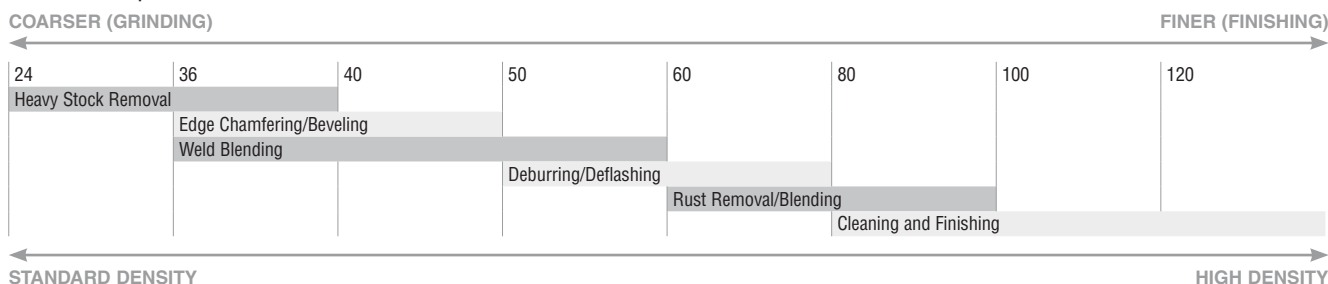 COARSER (GRINDING) FINER (FINISHING)
24 36 40 50 60 80 100 120
Heavy Stock Removal
Edge Chamfering/Beveling
Weld Blending
Deburring/Deflashing
Rust Removal/Blending
Cleaning and Finishing
STANDARD DENSITY HIGH DENSITY